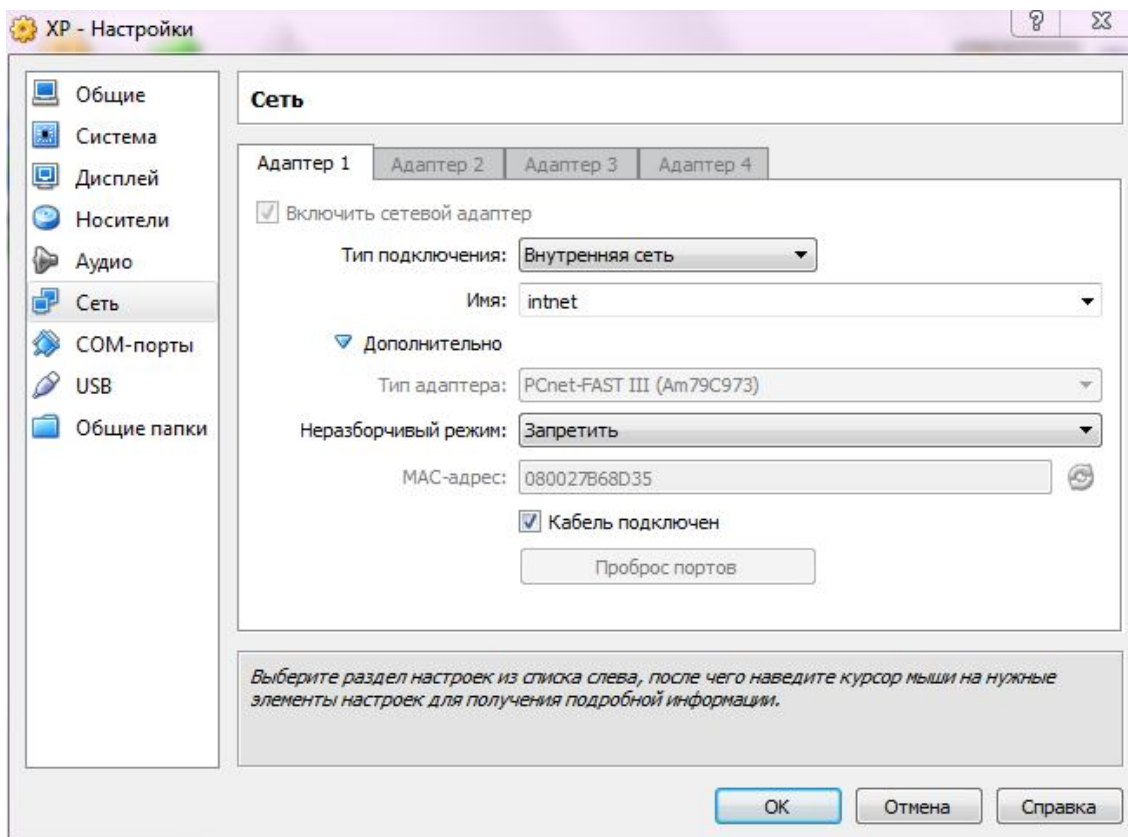 XP - Настройки
Общие
Система
Дисплей
Носители
Аудио
Сеть
COM-порты
USB
Общие папки
Сеть
Адаптер 1
Адаптер 2
Адаптер 3
Адаптер 4
Включить сетевой адаптер
Тип подключения: Внутренняя сеть
Имя: intnet
Дополнительно
Тип адаптера: PCnet-FAST III (Am79C973)
Неразборчивый режим: Запретить
MAC-адрес: 080027B68D35
Кабель подключен
Проброс портов
Выберите раздел настроек из списка слева, после чего наведите курсор мыши на нужные
элементы настроек для получения подробной информации.
OK
Отмена
Справка